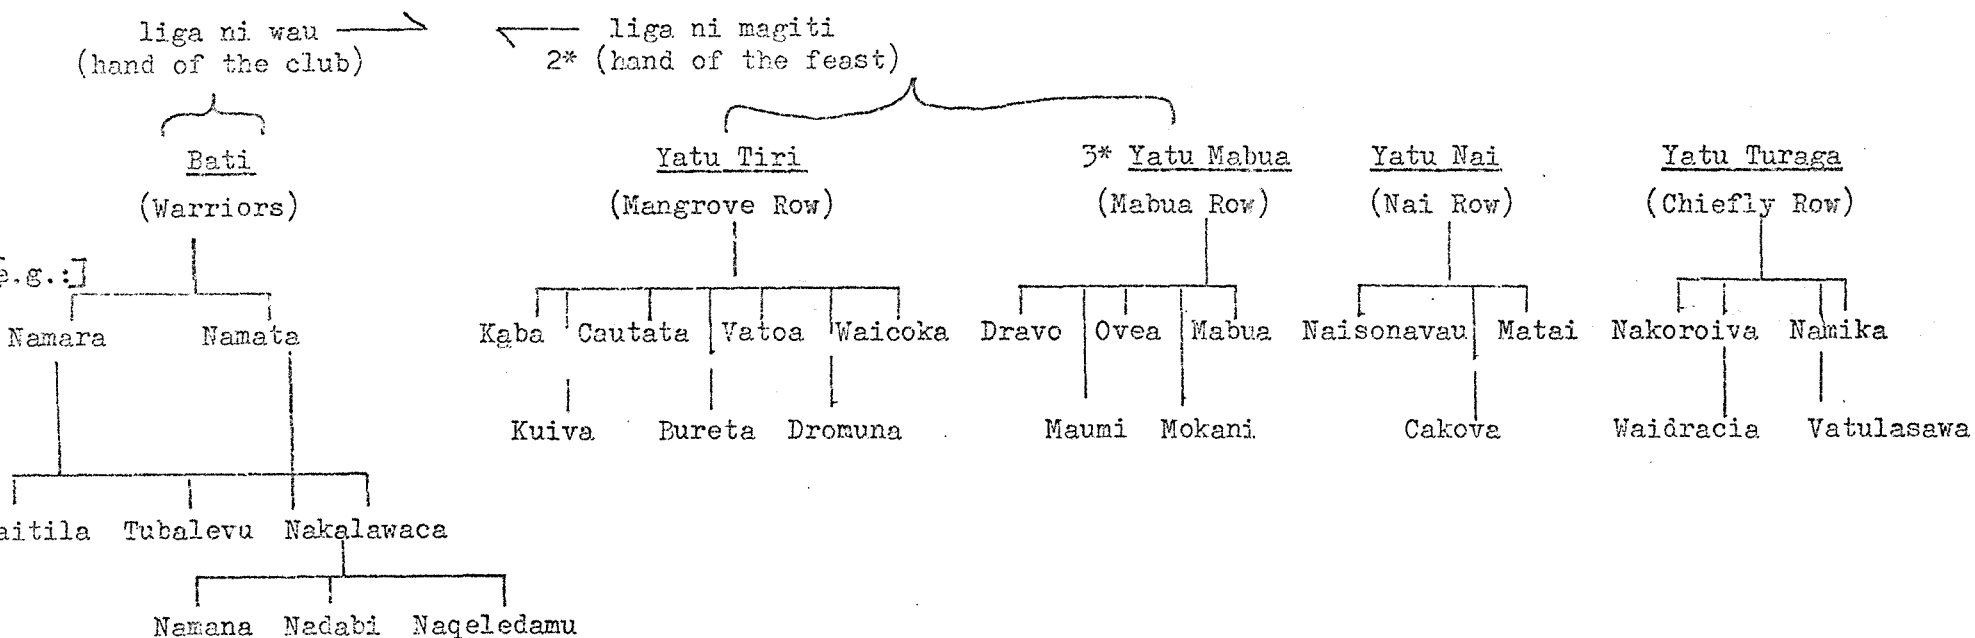 liga ni wau liga ni magiti
(hand of the club) 2* (hand of the feast)
Bati Yatu Tiri 3* Yatu Mabua Yatu Nai Yatu Turaga
(Warriors) (Mangrove Row) (Mabua Row) (Nai Row) (Chiefly Row)
e.g.:]
Namara Namata Kaba Cautata Vatoa Waicoka Dravo Ovea Mabua Naisonavau Matai Nakoroiva Namika
Kuiva Bureta Dromuna Maumi Mokani Cakova Waidracia Vatulasawa
aitila Tubalevu Nakalawaca
Namana Nadabi Naqeledamu